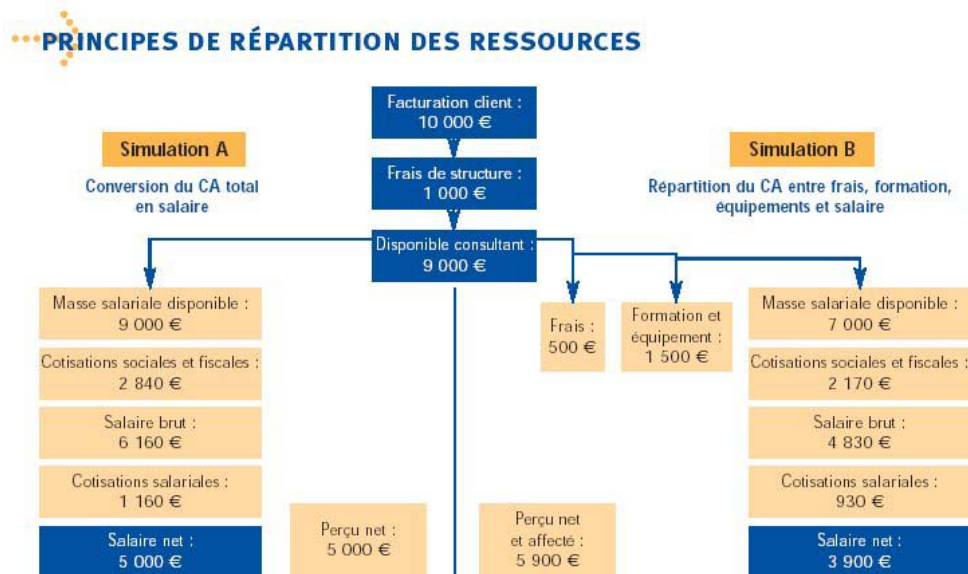 PRINCIPES DE RÉPARTITION DES RESSOURCES
Facturation client :
10 000 €
Simulation A
Conversion du CA total
en salaire
Frais de structure :
1 000 €
Simulation B
Répartition du CA entre frais, formation,
équipements et salaire
Disponible consultant :
9 000 €
Masse salariale disponible :
9 000 €
Cotisations sociales et fiscales :
2 840 €
Salaire brut :
6 160 €
Cotisations salariales :
1 160 €
Salaire net :
5 000 €
Perçu net :
5 000 €
Frais :
500 €
Formation et
équipement :
1 500 €
Perçu net
et affecté :
5 900 €
Masse salariale disponible :
7 000 €
Cotisations sociales et fiscales :
2 170 €
Salaire brut :
4 830 €
Cotisations salariales :
930 €
Salaire net :
3 900 €